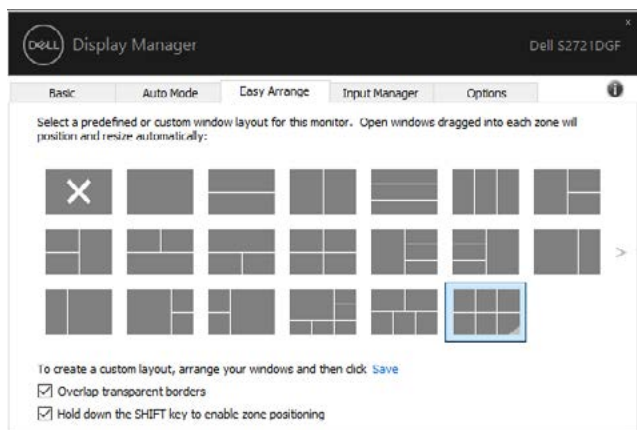 x
DELL Display Manager Dell S2721DGF
Basic Auto Mode Easy Arrange Input Manager Options i
Select a predefined or custom window layout for this monitor. Open windows dragged into each zone will
position and resize automatically:
>
To create a custom layout, arrange your windows and then click Save
Overlap transparent borders
Hold down the SHIFT key to enable zone positioning